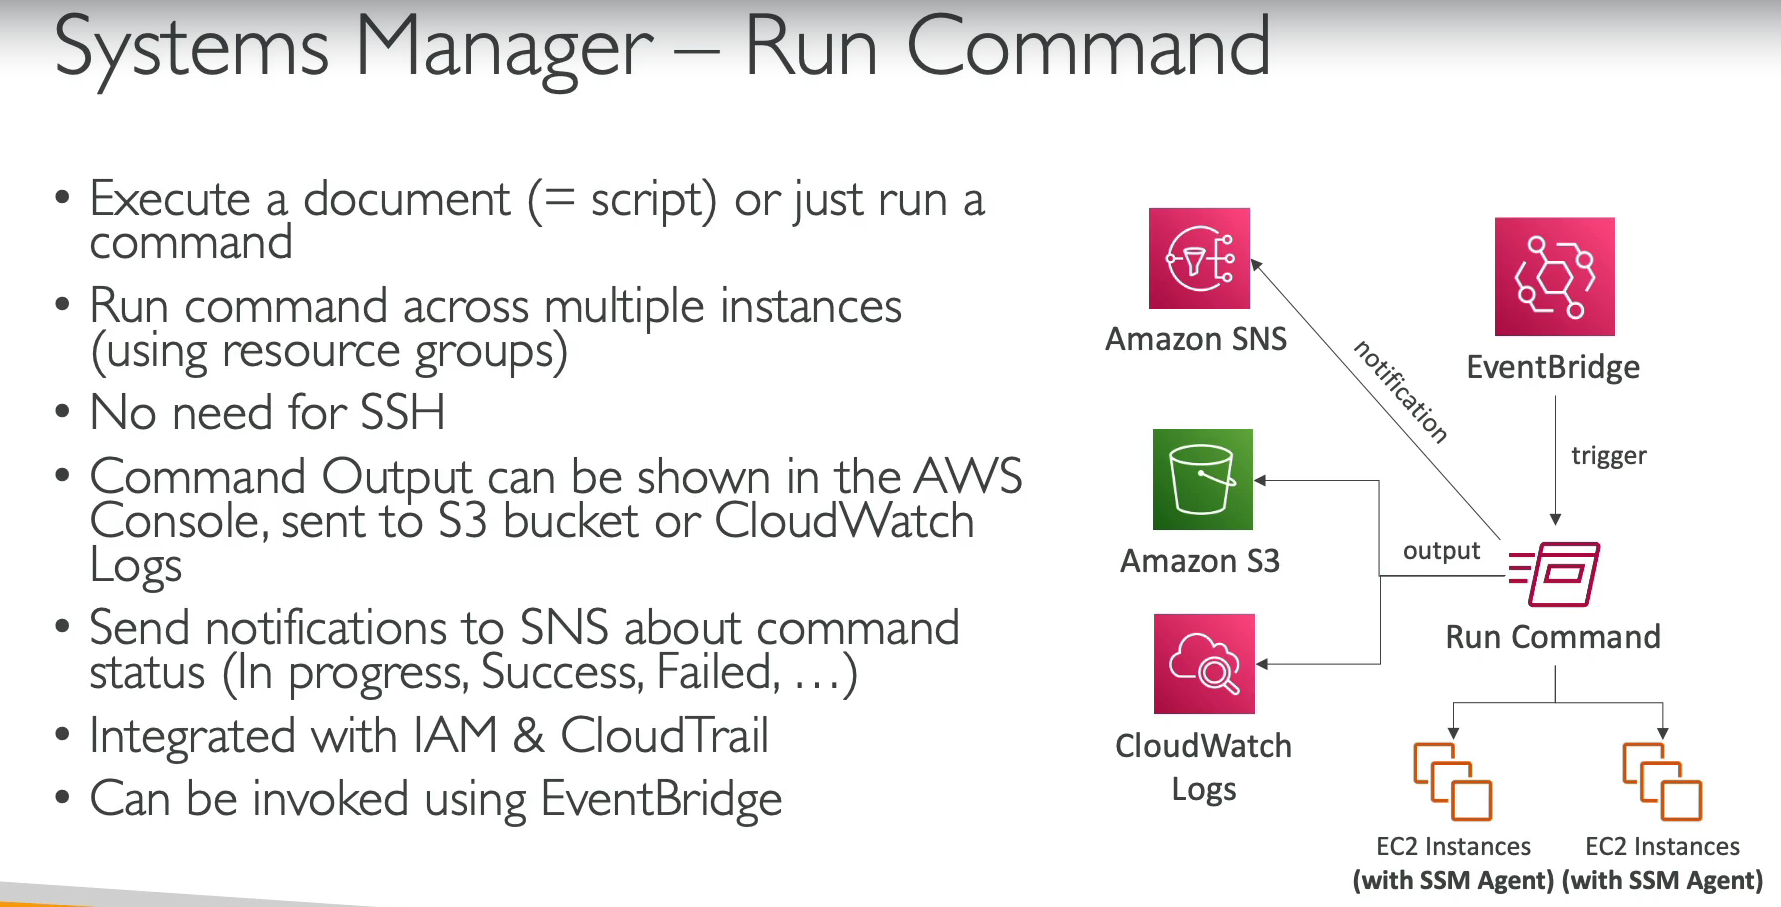 Systems Manager – Run Command
• Execute a document (= script) or just run a
command
• Run command across multiple instances
(using resource groups)
• No need for SSH
• Command Output can be shown in the AWS
Console, sent to S3 bucket or CloudWatch
Logs
• Send notifications to SNS about command
status (In progress, Success, Failed, …)
• Integrated with IAM & CloudTrail
• Can be invoked using EventBridge
Amazon SNS
EventBridge
notification
trigger
Amazon S3
output
Run Command
CloudWatch
Logs
EC2 Instances
(with SSM Agent)
EC2 Instances
(with SSM Agent)